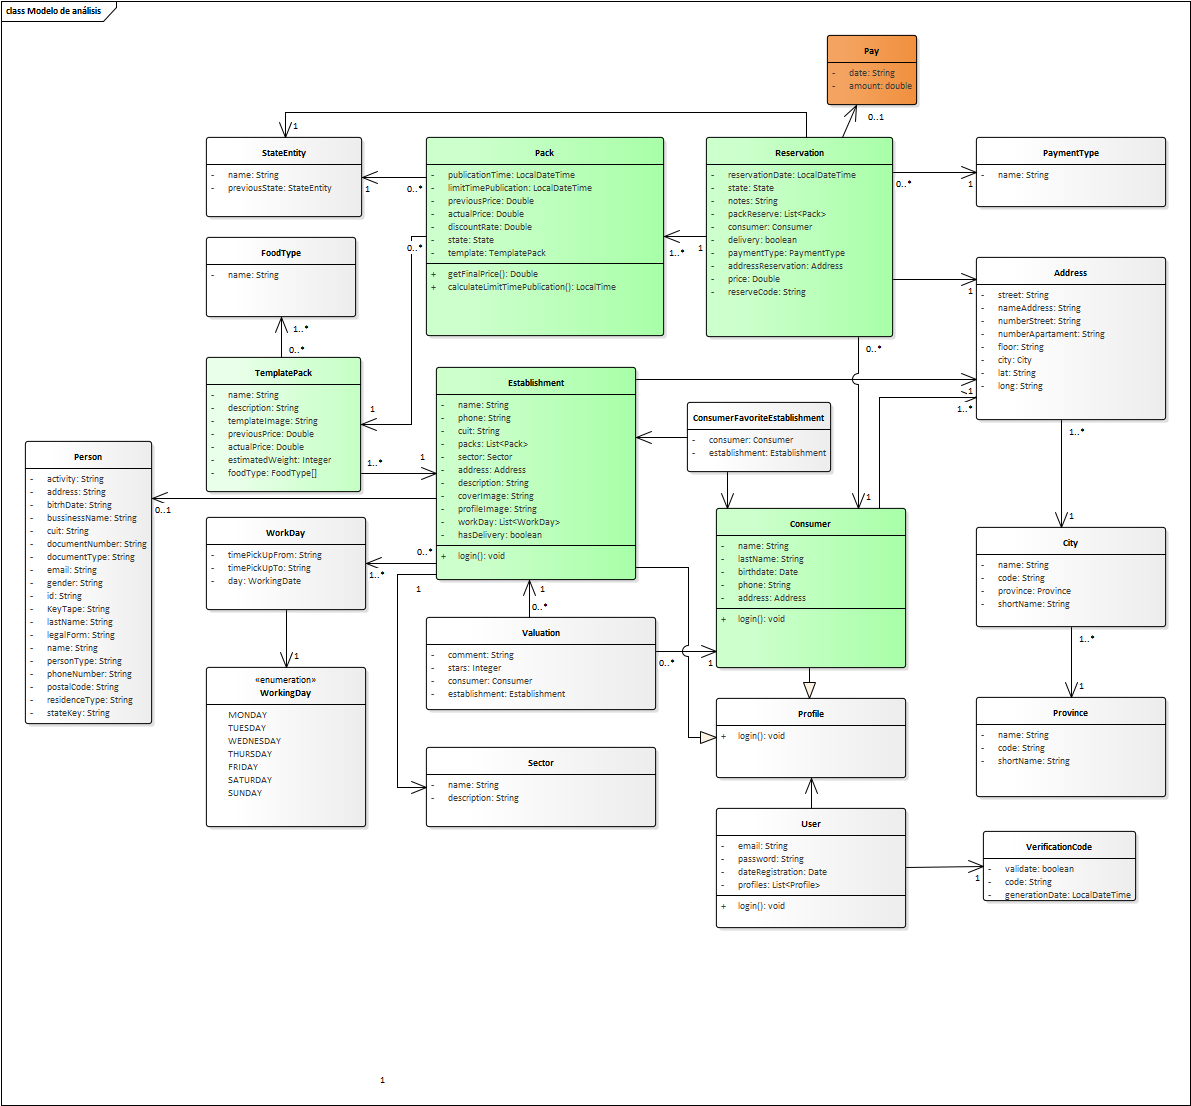 class Modelo de análisis
Pay
- date: String
- amount: double
0..1
1
StateEntity
- name: String
- previousState: StateEntity
1
0..*
Pack
- publicationTime: LocalDateTime
- limitTimePublication: LocalDateTime
- previousPrice: Double
- actualPrice: Double
- discountRate: Double
- state: State
- template: TemplatePack
+ getFinalPrice(): Double
+ calculateLimitTimePublication(): LocalTime
0..*
1
1..*
Reservation
- reservationDate: LocalDateTime
- state: State
- notes: String
- packReserve: List<Pack>
- consumer: Consumer
- delivery: boolean
- paymentType: PaymentType
- addressReservation: Address
- price: Double
- reserveCode: String
0..*
1
PaymentType
- name: String
FoodType
- name: String
1..*
0..*
Address
- street: String
- nameAddress: String
- numberStreet: String
- numberApartament: String
- floor: String
- city: City
- lat: String
- long: String
1
1
1..*
1..*
0..*
TemplatePack
- name: String
- description: String
- templateImage: String
- previousPrice: Double
- actualPrice: Double
- estimatedWeight: Integer
- foodType: FoodType[]
1
1..*
1
Establishment
- name: String
- phone: String
- cuit: String
- packs: List<Pack>
- sector: Sector
- address: Address
- description: String
- coverImage: String
- profileImage: String
- workDay: List<WorkDay>
- hasDelivery: boolean
+ login(): void
ConsumerFavoriteEstablishment
- consumer: Consumer
- establishment: Establishment
Person
- activity: String
- address: String
- bitrhDate: String
- bussinessName: String
- cuit: String
- documentNumber: String
- documentType: String
- email: String
- gender: String
- id: String
- KeyTape: String
- lastName: String
- legalForm: String
- name: String
- personType: String
- phoneNumber: String
- postalCode: String
- residenceType: String
- stateKey: String
0..1
WorkDay
- timePickUpFrom: String
- timePickUpTo: String
- day: WorkingDate
0..*
1..*
1
1
Consumer
- name: String
- lastName: String
- birthdate: Date
- phone: String
- address: Address
+ login(): void
1
City
- name: String
- code: String
- province: Province
- shortName: String
1
1..*
1
1
0..*
Valuation
- comment: String
- stars: Integer
- consumer: Consumer
- establishment: Establishment
0..*
1
«enumeration»
WorkingDay
MONDAY
TUESDAY
WEDNESDAY
THURSDAY
FRIDAY
SATURDAY
SUNDAY
Profile
+ login(): void
Province
- name: String
- code: String
- shortName: String
Sector
- name: String
- description: String
User
- email: String
- password: String
- dateRegistration: Date
- profiles: List<Profile>
+ login(): void
1
VerificationCode
- validate: boolean
- code: String
- generationDate: LocalDateTime
1